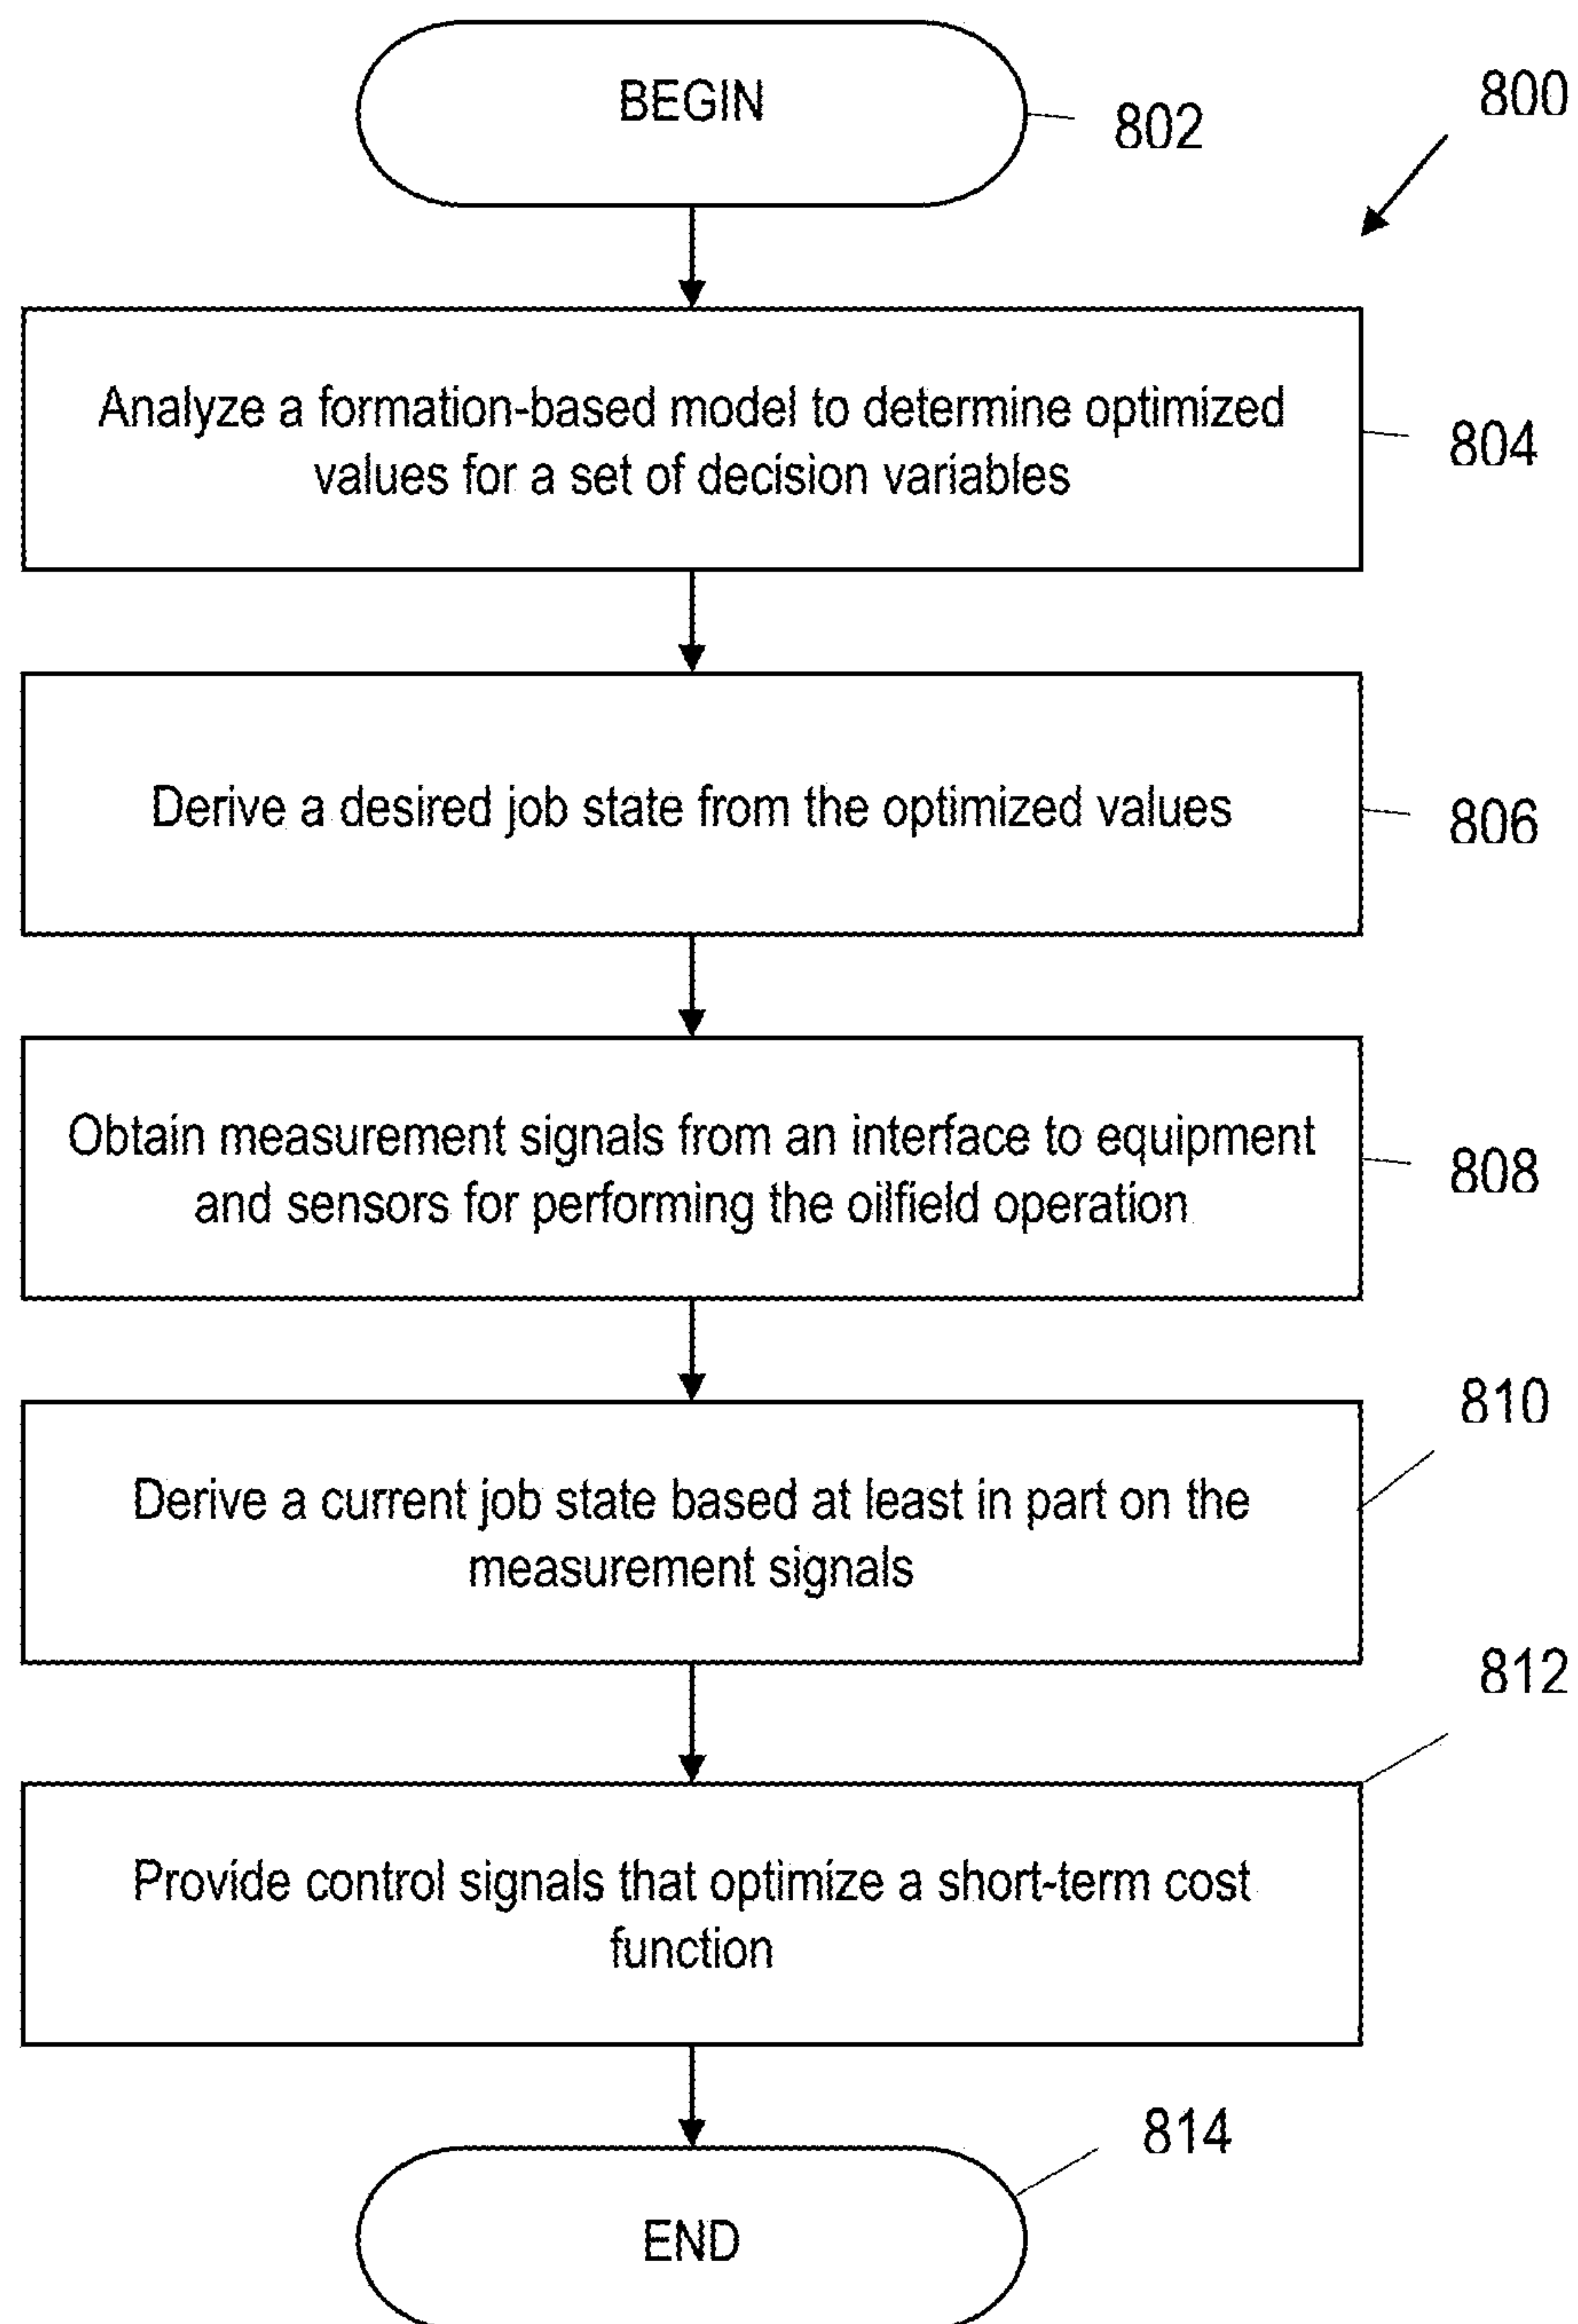 BEGIN
802
800
Analyze a formation-based model to determine optimized
values for a set of decision variables
804
Derive a desired job state from the optimized values
806
Obtain measurement signals from an interface to equipment
and sensors for performing the oilfield operation
808
810
Derive a current job state based at least in part on the
measurement signals
812
Provide control signals that optimize a short-term cost
function
814
END